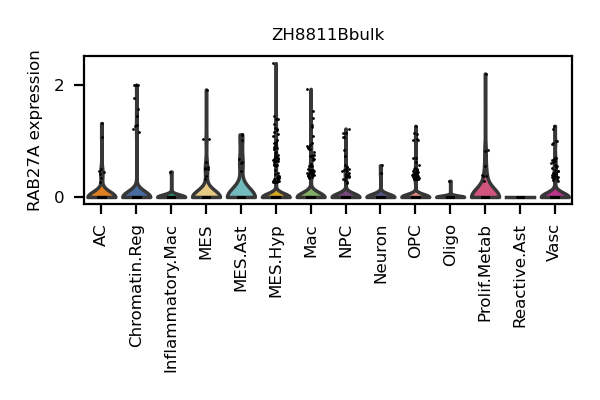 ZH8811Bbulk
RAB27A expression
2
0
AC
Chromatin.Reg
Inflammatory.Mac
MES
MES.Ast
MES.Hyp
Mac
NPC
Neuron
OPC
Oligo
Prolif.Metab
Reactive.Ast
Vasc